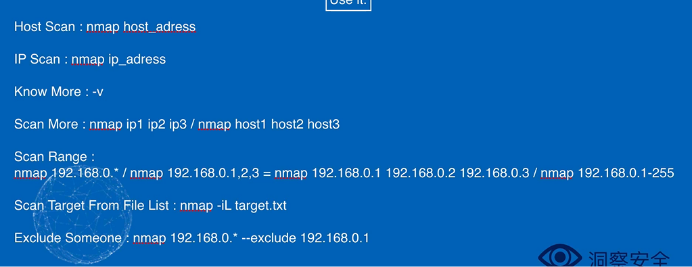 Use it:
Host Scan : nmap host_adress
IP Scan : nmap ip_adress
Know More : -v
Scan More : nmap ip1 ip2 ip3 / nmap host1 host2 host3
Scan Range :
nmap 192.168.0.* / nmap 192.168.0.1,2,3 = nmap 192.168.0.1 192.168.0.2 192.168.0.3 / nmap 192.168.0.1-255
Scan Target From File List : nmap -iL target.txt
Exclude Someone : nmap 192.168.0.* --exclude 192.168.0.1
洞察安全